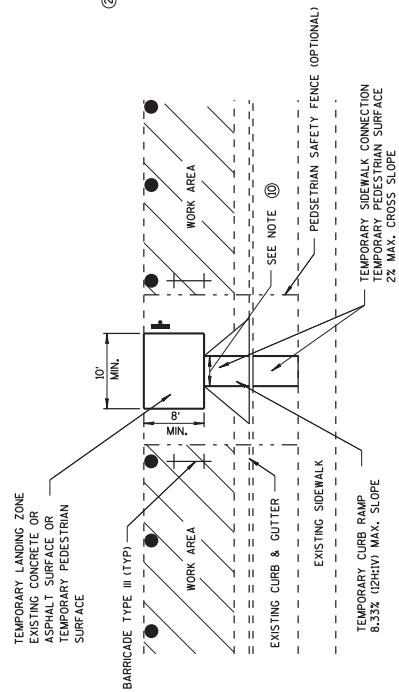 ②
TEMPORARY LANDING ZONE
EXISTING CONCRETE OR
ASPHALT SURFACE OR
TEMPORARY PEDESTRIAN
SURFACE
10'
MIN.
8'
MIN.
BARRICADE TYPE III (TYP)
WORK AREA
WORK AREA
SEE NOTE ⑩
EXISTING CURB & GUTTER
EXISTING SIDEWALK
PEDSETRIAN SAFETY FENCE (OPTIONAL)
TEMPORARY CURB RAMP
8.33% (12H:1V) MAX. SLOPE
TEMPORARY SIDEWALK CONNECTION
TEMPORARY PEDESTRIAN SURFACE
2% MAX. CROSS SLOPE